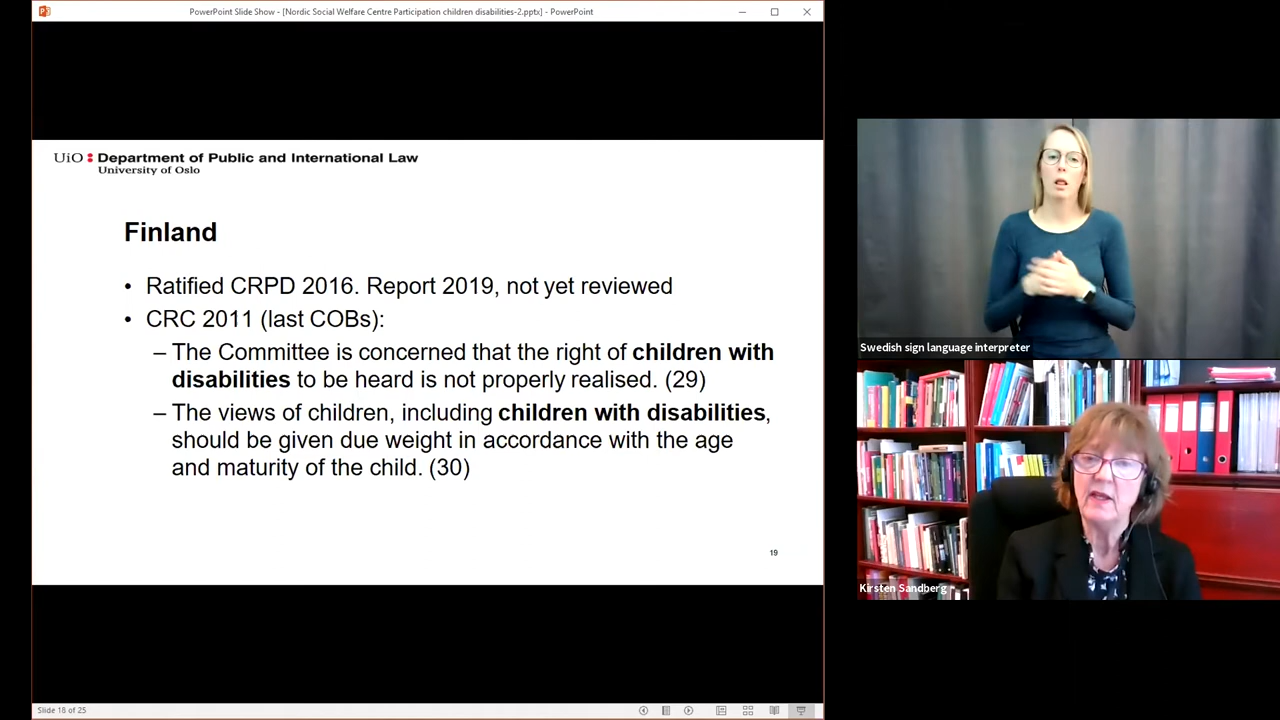 PowerPoint Slide Show - [Nordic Social Welfare Centre Participation children disabilities-2.pptx] - PowerPoint
UiO Department of Public and International Law
University of Oslo
Finland
• Ratified CRPD 2016. Report 2019, not yet reviewed
• CRC 2011 (last COBs):
– The Committee is concerned that the right of children with
disabilities to be heard is not properly realised. (29)
– The views of children, including children with disabilities,
should be given due weight in accordance with the age
and maturity of the child. (30)
19
Slide 18 of 25
Swedish sign language interpreter
Kirsten Sandberg